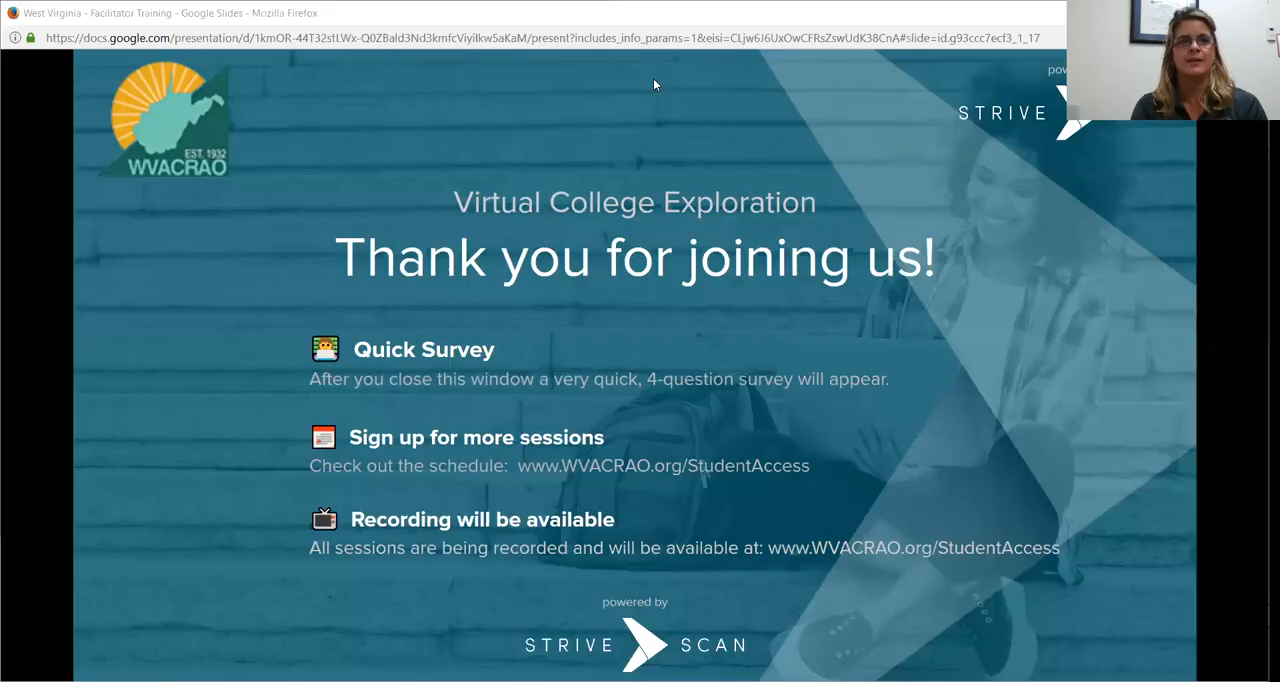 West Virginia - Facilitator Training - Google Slides - Mozilla Firefox
https://docs.google.com/presentation/d/1kmOR-44T32stLWx-Q0ZBald3Nd3kmfcViyiIkw5aKaM/present?includes_info_params=1&eisi=CLjw6J6UxOwCFRsZswUdK38CnA#slide=id.g93ccc7ecf3_1_17
EST. 1932
WVACRAO
STRIVE
Virtual College Exploration
Thank you for joining us!
Quick Survey
After you close this window a very quick, 4-question survey will appear.
Sign up for more sessions
Check out the schedule: www.WVACRAO.org/StudentAccess
Recording will be available
All sessions are being recorded and will be available at: www.WVACRAO.org/StudentAccess
powered by
STRIVE SCAN